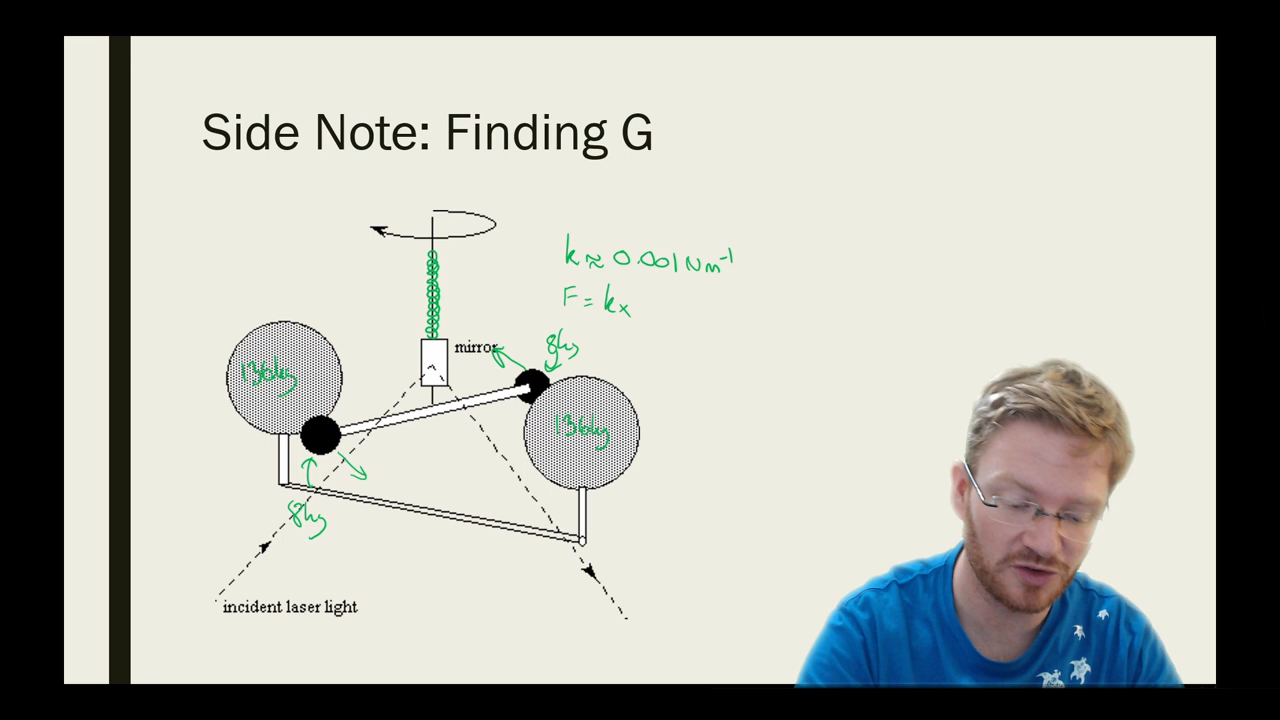 Side Note: Finding G
k ≈ 0.001 Nm⁻¹
F = kx
mirror
8kg
136kg
136kg
8kg
incident laser light